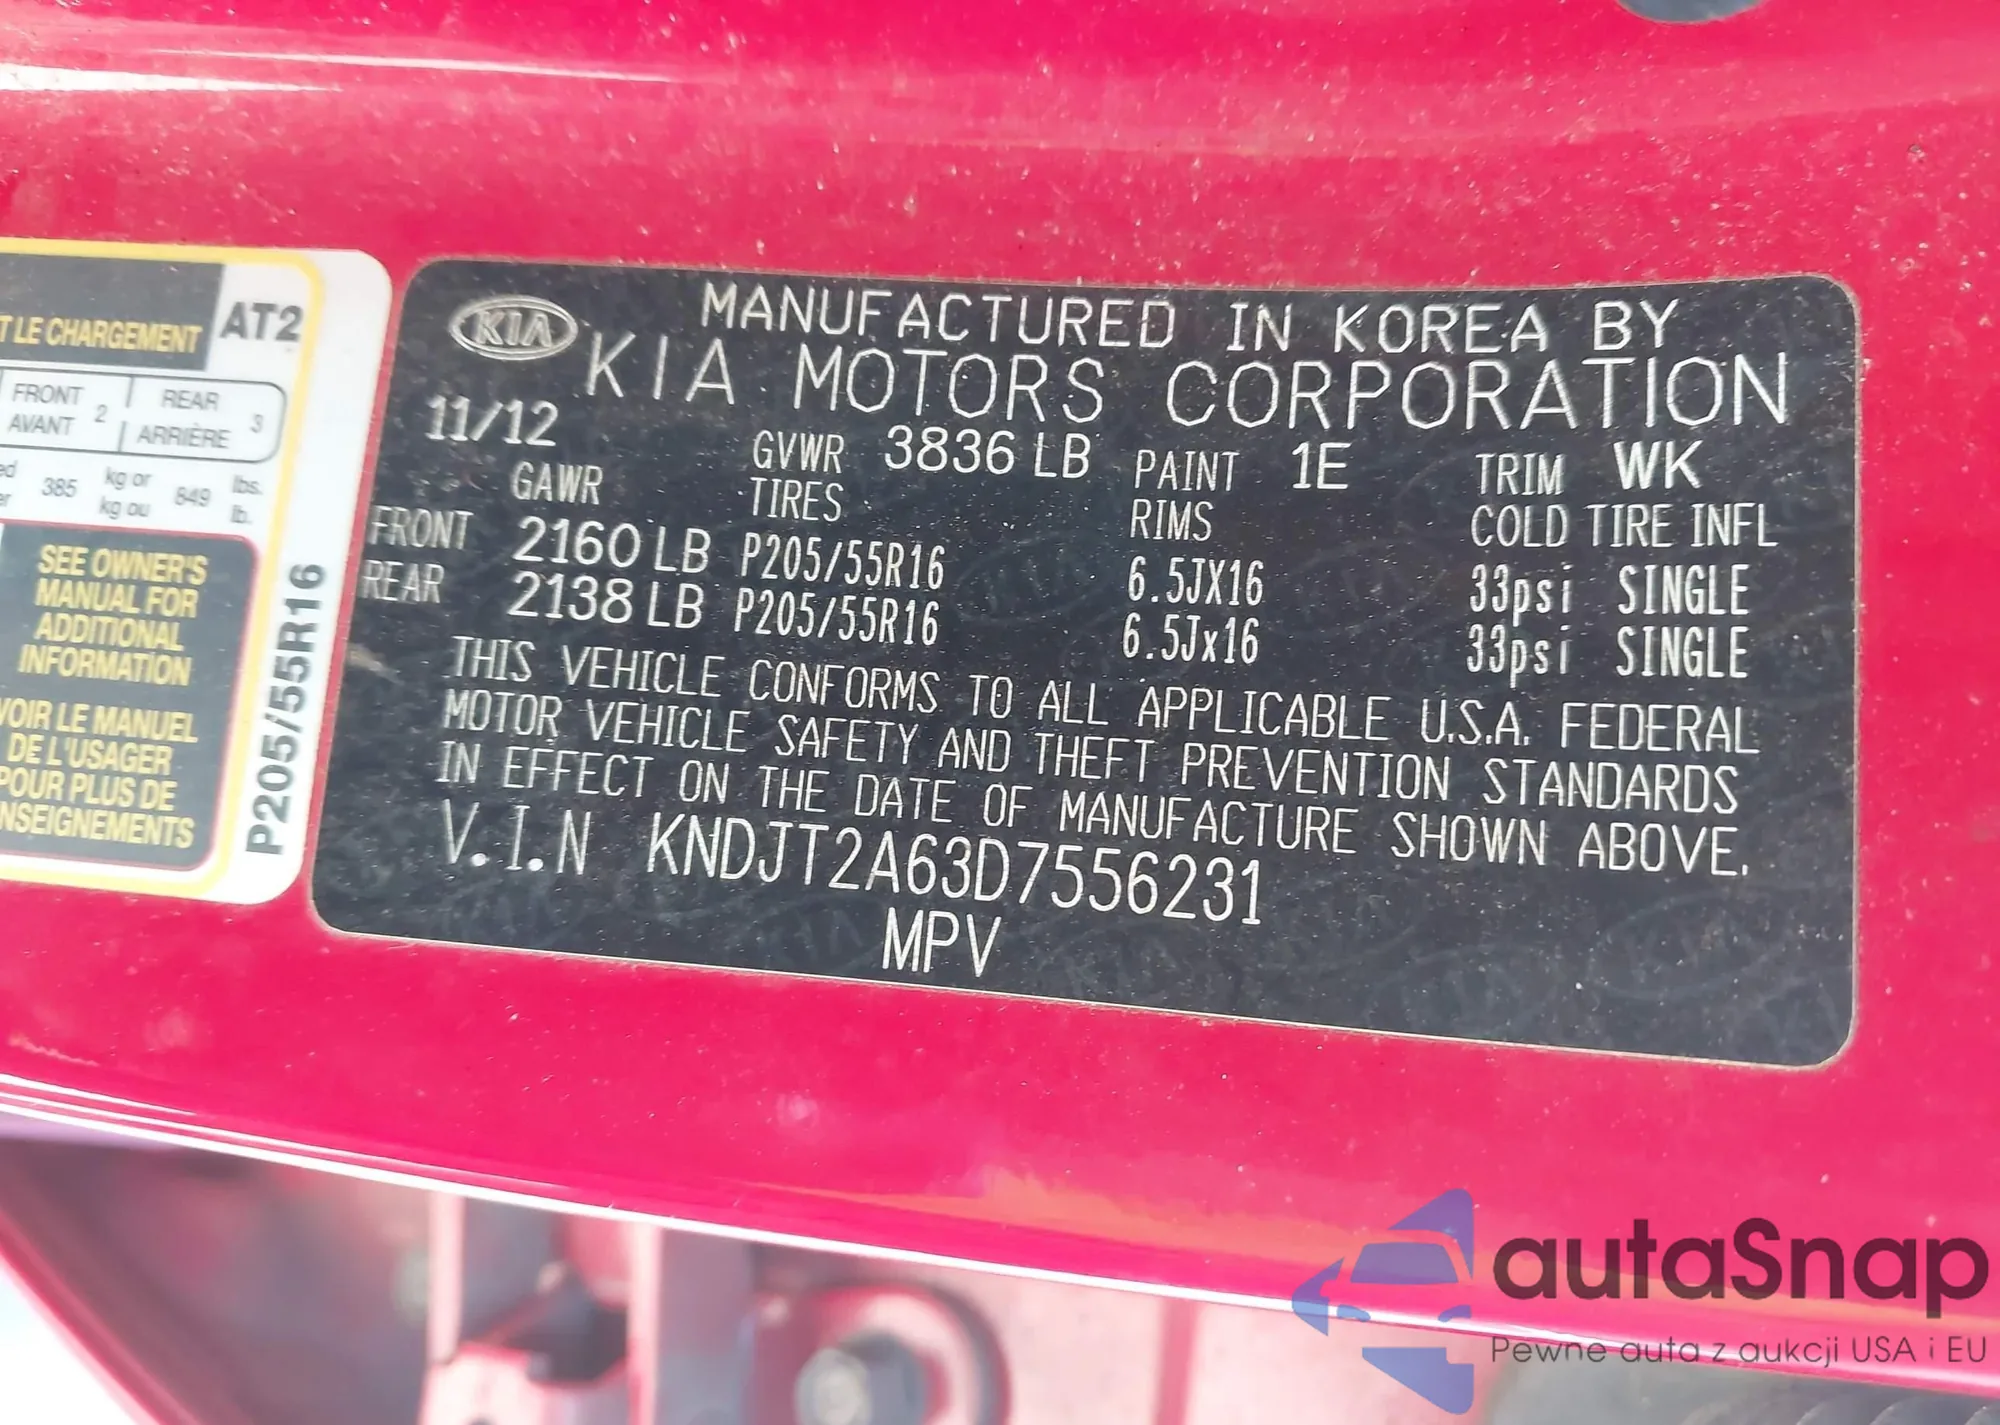 T LE CHARGEMENT AT2
FRONT 2 REAR 3
AVANT ARRIÈRE
385 kg or 849 lbs.
kg ou lb.
SEE OWNER'S
MANUAL FOR
ADDITIONAL
INFORMATION
VOIR LE MANUEL
DE L'USAGER
POUR PLUS DE
NSEIGNEMENTS
P205/55R16
KIA
MANUFACTURED IN KOREA BY
KIA MOTORS CORPORATION
11/12 GVWR 3836 LB PAINT 1E TRIM WK
GAWR TIRES RIMS COLD TIRE INFL
FRONT 2160 LB P205/55R16 6.5JX16 33psi SINGLE
REAR 2138 LB P205/55R16 6.5Jx16 33psi SINGLE
THIS VEHICLE CONFORMS TO ALL APPLICABLE U.S.A. FEDERAL
MOTOR VEHICLE SAFETY AND THEFT PREVENTION STANDARDS
IN EFFECT ON THE DATE OF MANUFACTURE SHOWN ABOVE.
V.I.N KNDJT2A63D7556231
MPV
autaSnap
Pewne auta z aukcji USA i EU